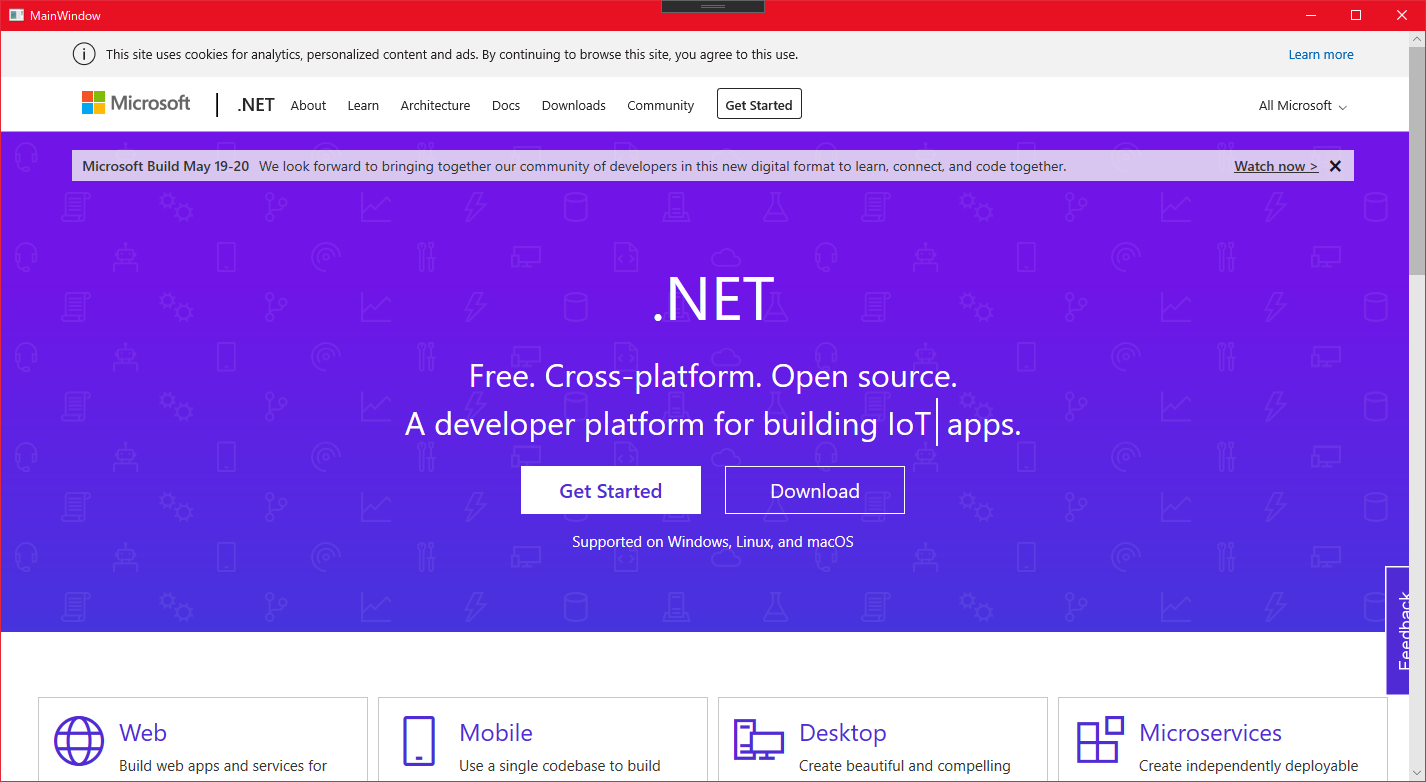 MainWindow
This site uses cookies for analytics, personalized content and ads. By continuing to browse this site, you agree to this use.
Learn more
Microsoft
.NET
About
Learn
Architecture
Docs
Downloads
Community
Get Started
All Microsoft
Microsoft Build May 19-20 We look forward to bringing together our community of developers in this new digital format to learn, connect, and code together.
Watch now >
.NET
Free. Cross-platform. Open source.
A developer platform for building IoT apps.
Get Started
Download
Supported on Windows, Linux, and macOS
Feedback
Web
Build web apps and services for
Mobile
Use a single codebase to build
Desktop
Create beautiful and compelling
Microservices
Create independently deployable